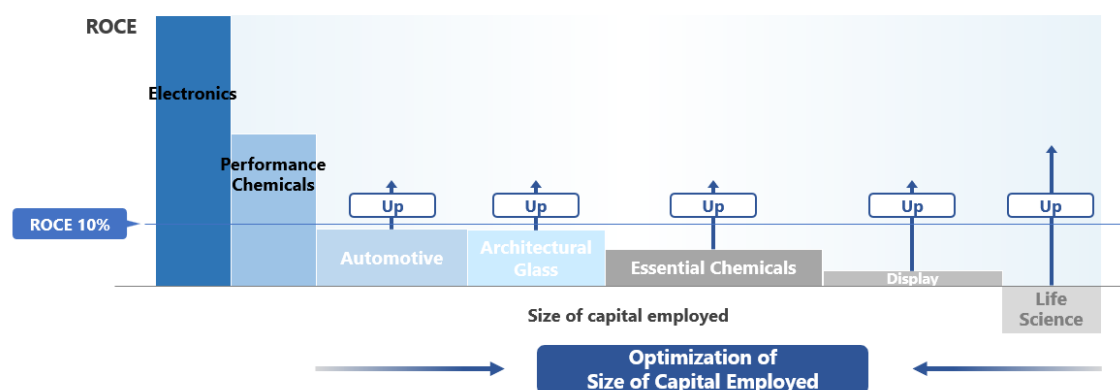 ROCE
Electronics
Performance
Chemicals
Up
Up
Up
Up
Up
ROCE 10%
Automotive
Architectural
Glass
Essential Chemicals
Display
Life
Science
Size of capital employed
Optimization of
Size of Capital Employed